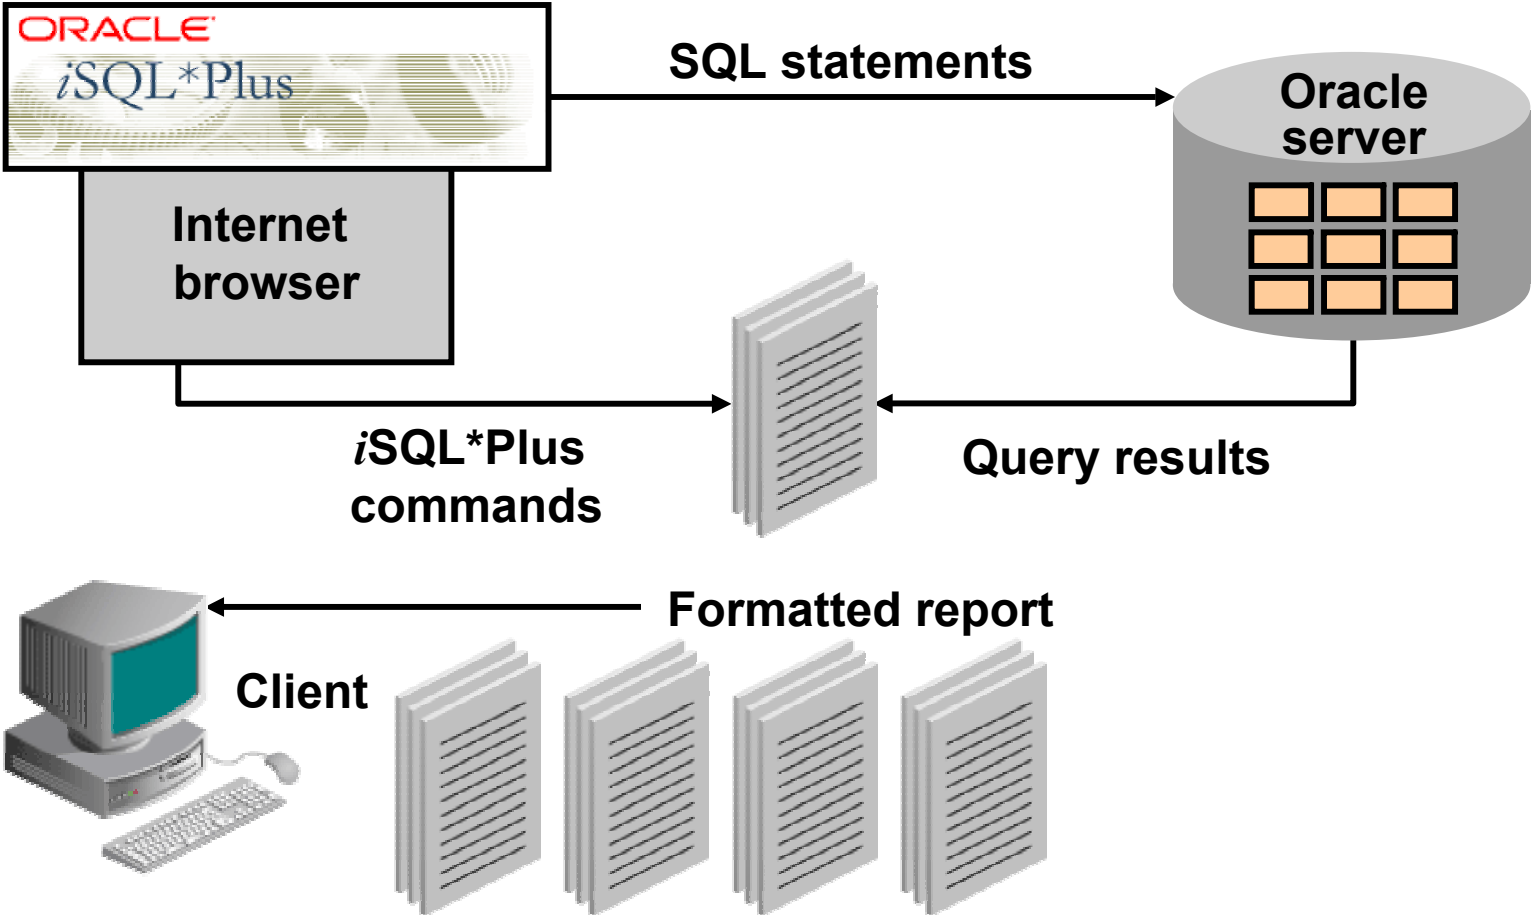 ORACLE
iSQL*Plus
SQL statements
Oracle
server
Internet
browser
iSQL*Plus
commands
Query results
Formatted report
Client